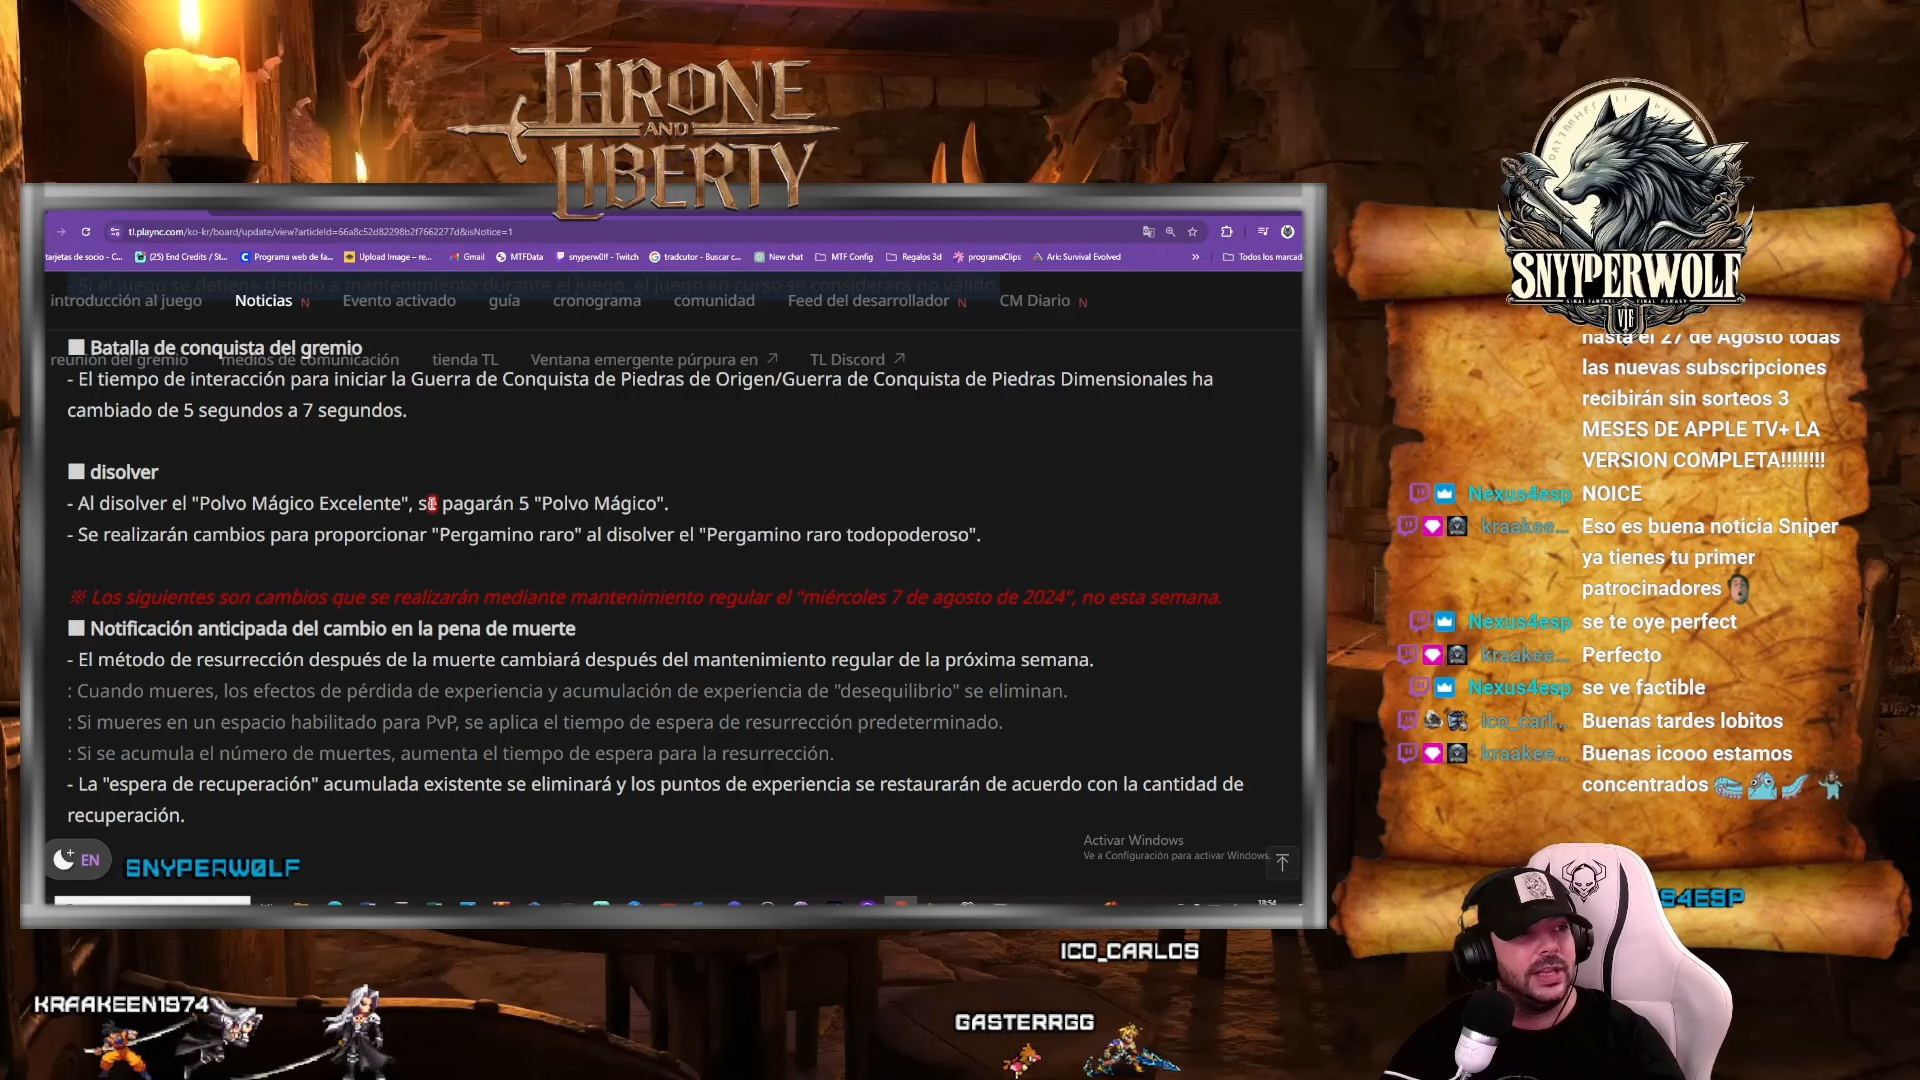 THRONE
AND
LIBERTY
tl.plaync.com/ko-kr/board/update/view?articleId=66a8c52d82298b2f7662277d&isNotice=1
tarjetas de socio - C...
(25) End Credits / St...
Programa web de fa...
Upload Image – re...
Gmail
MTFData
snyperw0lf - Twitch
tradcutor - Buscar c...
New chat
MTF Config
Regalos 3d
programaClips
Ark: Survival Evolved
»
Todos los marcad
- Si el juego se detiene debido a mantenimiento durante el juego, el juego en curso se considerará no válido.
introducción al juego
Noticias N
Evento activado
guía
cronograma
comunidad
Feed del desarrollador N
CM Diario N
■ Batalla de conquista del gremio
reunión del gremio
medios de comunicación
tienda TL
Ventana emergente púrpura en
TL Discord
- El tiempo de interacción para iniciar la Guerra de Conquista de Piedras de Origen/Guerra de Conquista de Piedras Dimensionales ha
cambiado de 5 segundos a 7 segundos.
■ disolver
- Al disolver el "Polvo Mágico Excelente", se pagarán 5 "Polvo Mágico".
- Se realizarán cambios para proporcionar "Pergamino raro" al disolver el "Pergamino raro todopoderoso".
※ Los siguientes son cambios que se realizarán mediante mantenimiento regular el "miércoles 7 de agosto de 2024", no esta semana.
■ Notificación anticipada del cambio en la pena de muerte
- El método de resurrección después de la muerte cambiará después del mantenimiento regular de la próxima semana.
: Cuando mueres, los efectos de pérdida de experiencia y acumulación de experiencia de "desequilibrio" se eliminan.
: Si mueres en un espacio habilitado para PvP, se aplica el tiempo de espera de resurrección predeterminado.
: Si se acumula el número de muertes, aumenta el tiempo de espera para la resurrección.
- La "espera de recuperación" acumulada existente se eliminará y los puntos de experiencia se restaurarán de acuerdo con la cantidad de
recuperación.
Activar Windows
Ve a Configuración para activar Windows.
EN
SNYPERW0LF
18:54
SNYYPERWOLF
FINAL FANTASY
FINAL FANTASY
hasta el 27 de Agosto todas
las nuevas subscripciones
recibirán sin sorteos 3
MESES DE APPLE TV+ LA
VERSION COMPLETA!!!!!!!!
Nexus4esp NOICE
kraakee... Eso es buena noticia Sniper
ya tienes tu primer
patrocinadores
Nexus4esp se te oye perfect
kraakee... Perfecto
Nexus4esp se ve factible
ico_carl... Buenas tardes lobitos
kraakee... Buenas icooo estamos
concentrados
S4ESP
ICO_CARLOS
KRAAKEEN1974
GASTERRGG